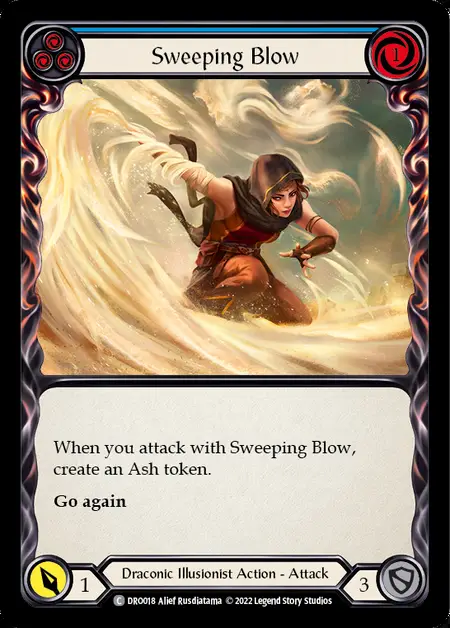 Sweeping Blow
1
When you attack with Sweeping Blow,
create an Ash token.
Go again
1
Draconic Illusionist Action - Attack
3
C DRO018 Alief Rusdiatama © 2022 Legend Story Studios